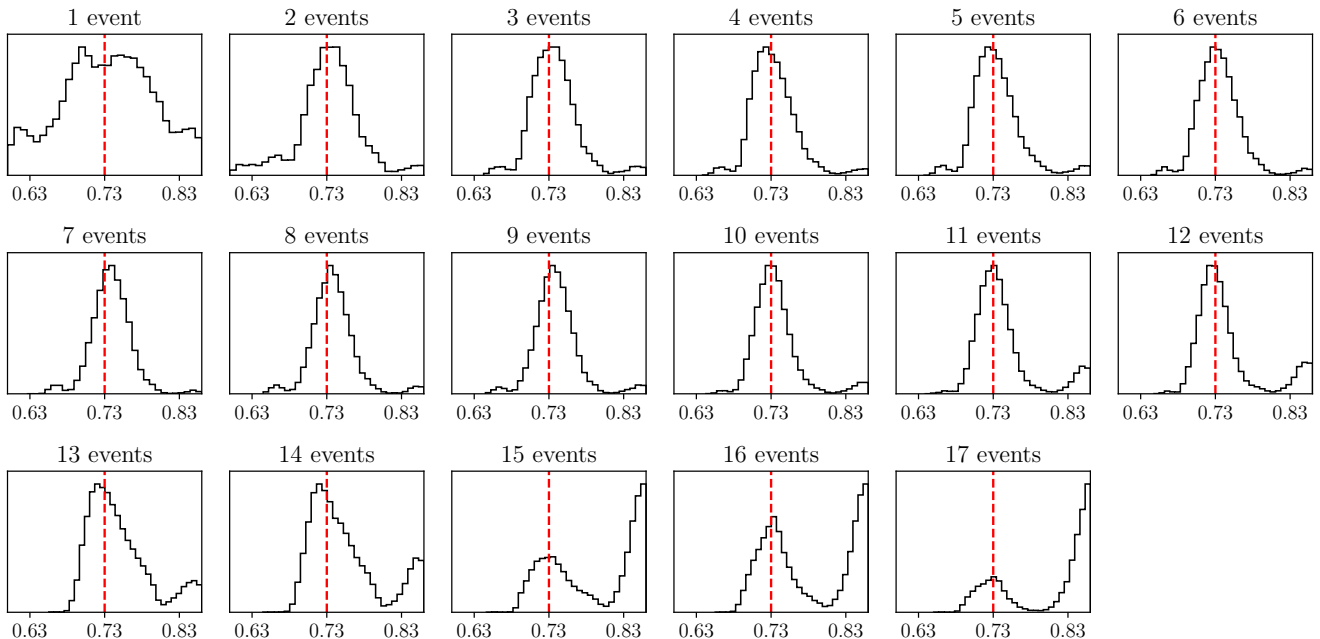 1 event 2 events 3 events 4 events 5 events 6 events
0.63 0.73 0.83 0.63 0.73 0.83 0.63 0.73 0.83 0.63 0.73 0.83 0.63 0.73 0.83 0.63 0.73 0.83
7 events 8 events 9 events 10 events 11 events 12 events
0.63 0.73 0.83 0.63 0.73 0.83 0.63 0.73 0.83 0.63 0.73 0.83 0.63 0.73 0.83 0.63 0.73 0.83
13 events 14 events 15 events 16 events 17 events
0.63 0.73 0.83 0.63 0.73 0.83 0.63 0.73 0.83 0.63 0.73 0.83 0.63 0.73 0.83